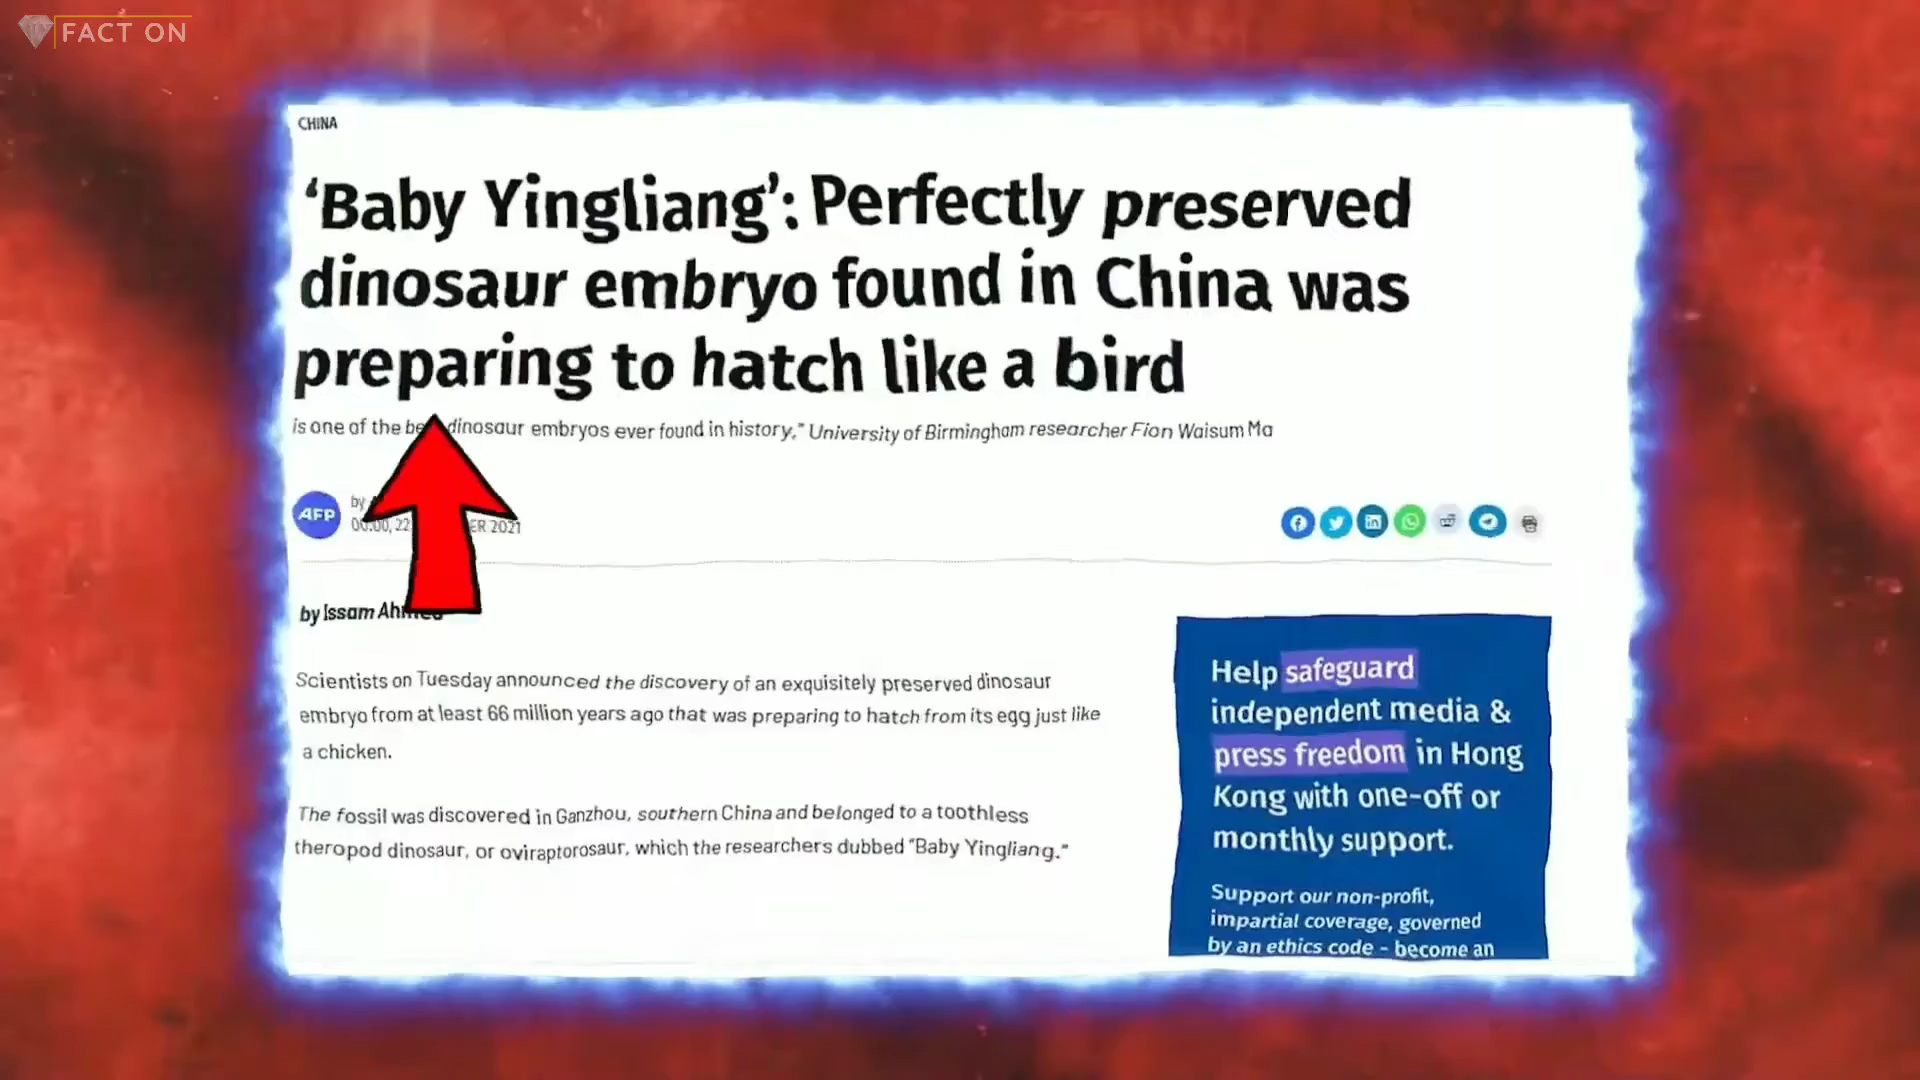 FACT ON
CHINA
‘Baby Yingliang’: Perfectly preserved
dinosaur embryo found in China was
preparing to hatch like a bird
is one of the dinosaur embryos ever found in history,” University of Birmingham researcher Fion Waisum Ma
AFP
by
00:00, 22 2021
by Issam
Scientists on Tuesday announced the discovery of an exquisitely preserved dinosaur
embryo from at least 66 million years ago that was preparing to hatch from its egg just like
a chicken.
The fossil was discovered in Ganzhou, southern China and belonged to a toothless
theropod dinosaur, or oviraptorosaur, which the researchers dubbed “Baby Yingliang.”
Help safeguard
independent media &
press freedom in Hong
Kong with one-off or
monthly support.
Support our non-profit,
impartial coverage, governed
by an ethics code - become an